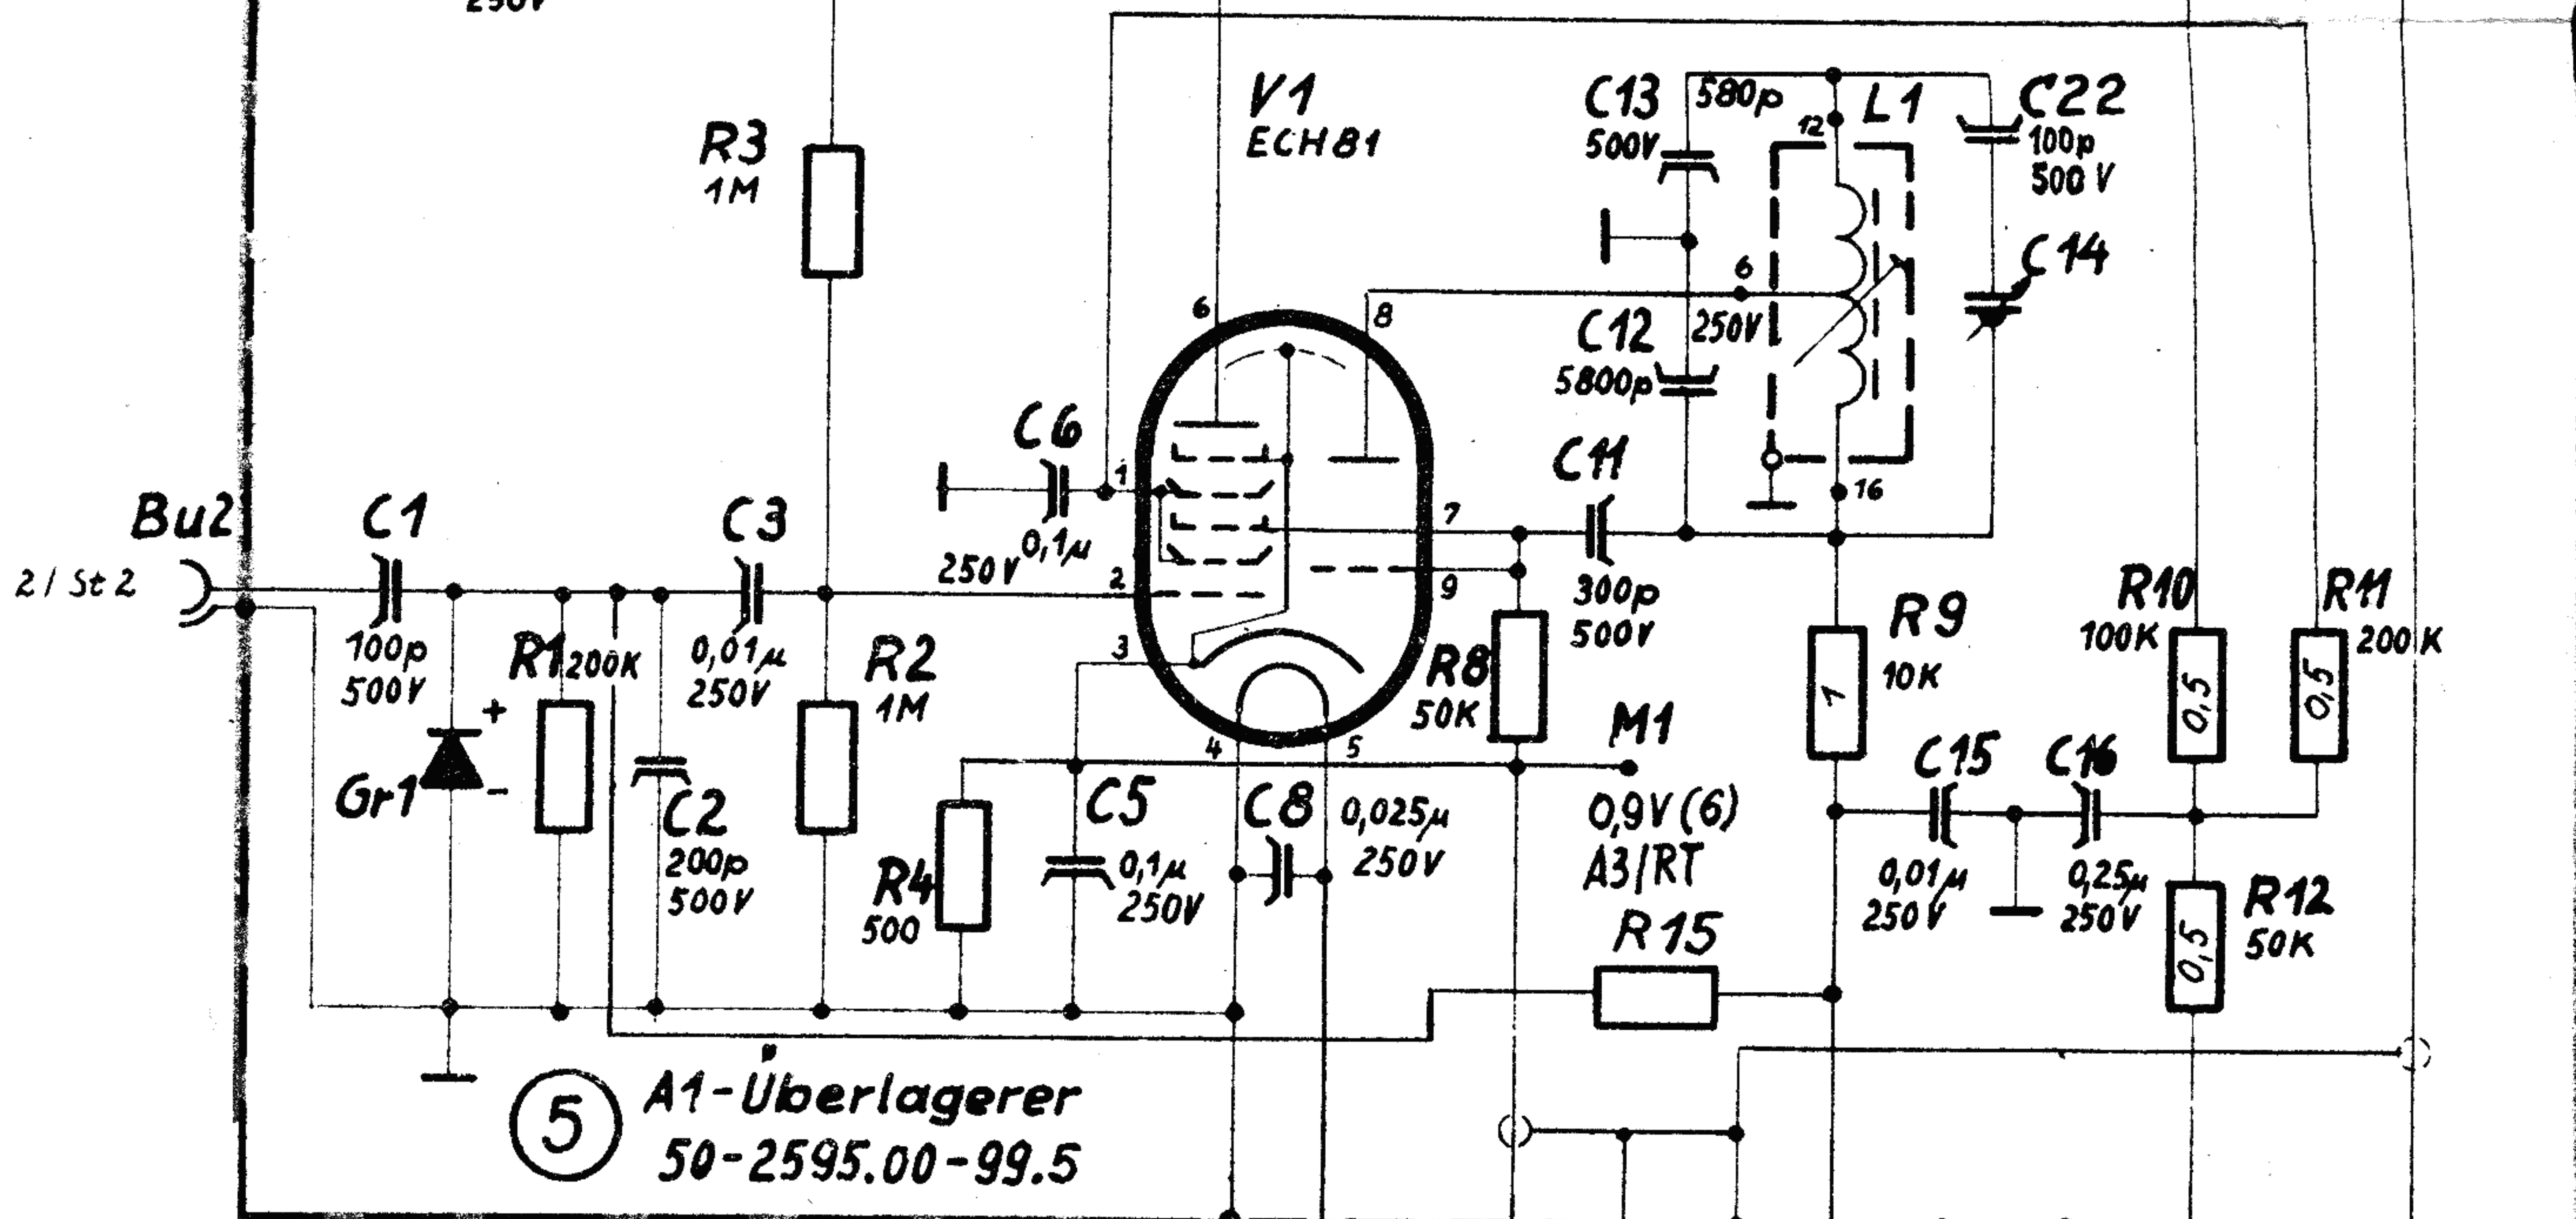 250V
V1
ECH81
R3
1M
C13
500V
580p
12
L1
C22
100p
500V
C14
6
8
6
250V
C12
5800p
C6
0,1µ
250V
1
C11
300p
500V
16
7
9
Bu2
2/St2
C1
100p
500V
C3
0,01µ
250V
2
3
R1 200K
R2
1M
R8
50K
R9
10K
1
R10
100K
0,5
R11
200K
0,5
+
-
Gr1
C2
200p
500V
4
5
M1
0,9V(6)
A3/RT
C5
0,1µ
250V
C8
0,025µ
250V
R4
500
C15
0,01µ
250V
C16
0,25µ
250V
R12
50K
0,5
R15
5
A1-Überlagerer
50-2595.00-99.5